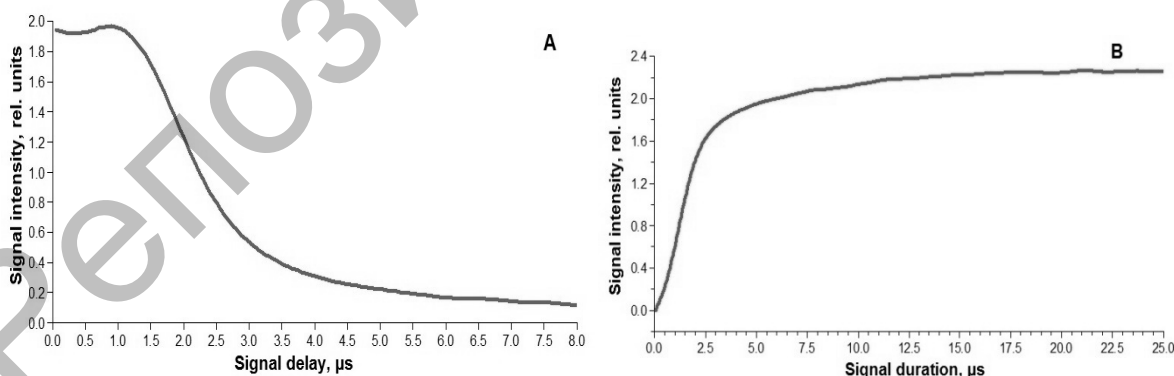 A
Signal intensity, rel. units
2.0
1.8
1.6
1.4
1.2
1.0
0.8
0.6
0.4
0.2
0.0
0.0 0.5 1.0 1.5 2.0 2.5 3.0 3.5 4.0 4.5 5.0 5.5 6.0 6.5 7.0 7.5 8.0
Signal delay, µs
B
Signal intensity, rel. units
2.4
2.0
1.6
1.2
0.8
0.4
0.0
0.0 2.5 5.0 7.5 10.0 12.5 15.0 17.5 20.0 22.5 25.0
Signal duration, µs
Репози